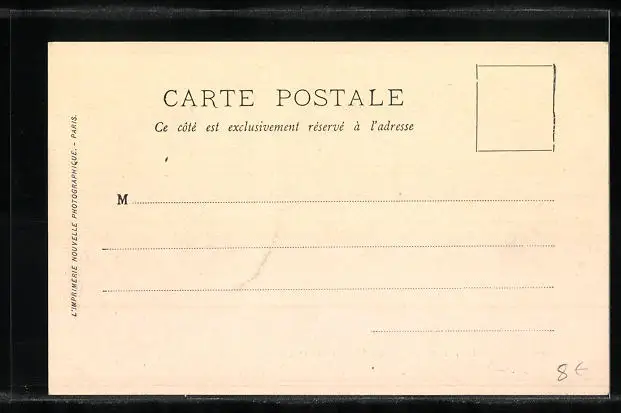 CARTE POSTALE
Ce côté est exclusivement réservé à l'adresse
M
L'IMPRIMERIE NOUVELLE PHOTOGRAPHIQUE. - PARIS.
8€